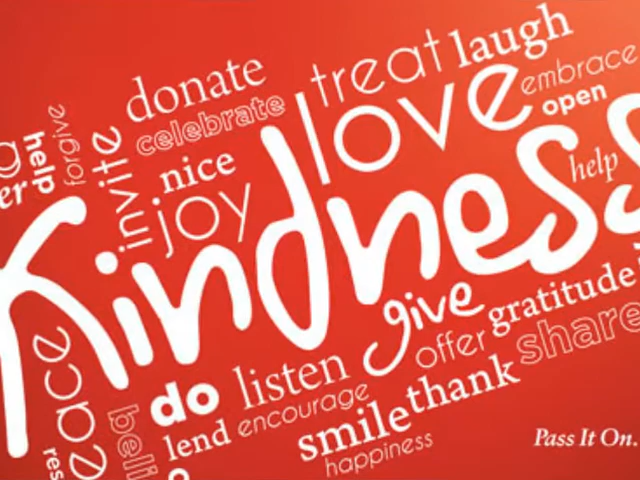 treat laugh
donate
love
embrace
celebrate
open
help
forgive
invite
nice
joy
help
Kindness
give
gratitude
offer
share
listen
do
thank
encourage
lend
smile
happiness
Pass It On.